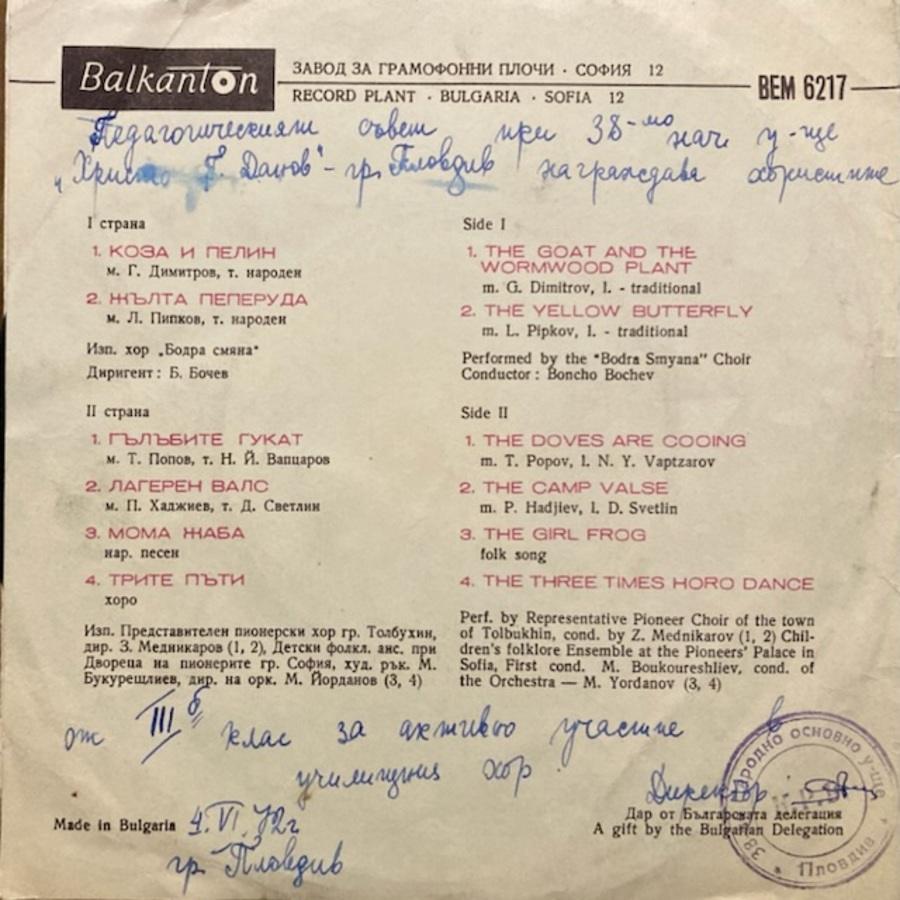 Balkanton
ЗАВОД ЗА ГРАМОФОННИ ПЛОЧИ · СОФИЯ 12
RECORD PLANT · BULGARIA · SOFIA 12
ВЕМ 6217
Педагогическият съвет при 38-мо нач. у-ще
„Христо Г. Данов" - гр. Пловдив награждава хористите
I страна
1. КОЗА И ПЕЛИН
м. Г. Димитров, т. народен
2. ЖЪЛТА ПЕПЕРУДА
м. Л. Пипков, т. народен
Изп. хор „Бодра смяна"
Диригент: Б. Бочев
II страна
1. ГЪЛЪБИТЕ ГУКАТ
м. Т. Попов, т. Н. Й. Вапцаров
2. ЛАГЕРЕН ВАЛС
м. П. Хаджиев, т. Д. Светлин
3. МОМА ЖАБА
нар. песен
4. ТРИТЕ ПЪТИ
хоро
Изп. Представителен пионерски хор гр. Толбухин,
дир. З. Медникаров (1, 2), Детски фолкл. анс. при
Двореца на пионерите гр. София, худ. рък. М.
Букурещлиев, дир. на орк. М. Йорданов (3, 4)
Side I
1. THE GOAT AND THE
WORMWOOD PLANT
m. G. Dimitrov, l. - traditional
2. THE YELLOW BUTTERFLY
m. L. Pipkov, l. - traditional
Performed by the "Bodra Smyana" Choir
Conductor: Boncho Bochev
Side II
1. THE DOVES ARE COOING
m. T. Popov, l. N. Y. Vaptzarov
2. THE CAMP VALSE
m. P. Hadjiev, l. D. Svetlin
3. THE GIRL FROG
folk song
4. THE THREE TIMES HORO DANCE
Perf. by Representative Pioneer Choir of the town
of Tolbukhin, cond. by Z. Mednikarov (1, 2) Chil-
dren's folklore Ensemble at the Pioneers' Palace in
Sofia, First cond. M. Boukoureshliev, cond. of
the Orchestra — M. Yordanov (3, 4)
от III б клас за активно участие в
училищния хор
Директор:
Дар от Българската делегация
A gift by the Bulgarian Delegation
Made in Bulgaria 4.VI.72г
гр. Пловдив
38 НАРОДНО ОСНОВНО У-ЩЕ
ПЛОВДИВ